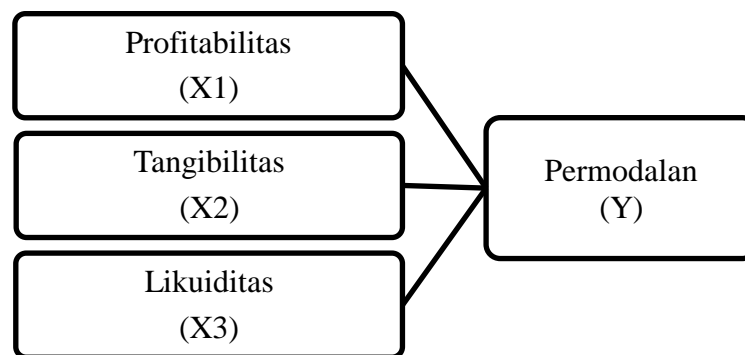 Profitabilitas
(X1)
Tangibilitas
(X2)
Likuiditas
(X3)
Permodalan
(Y)